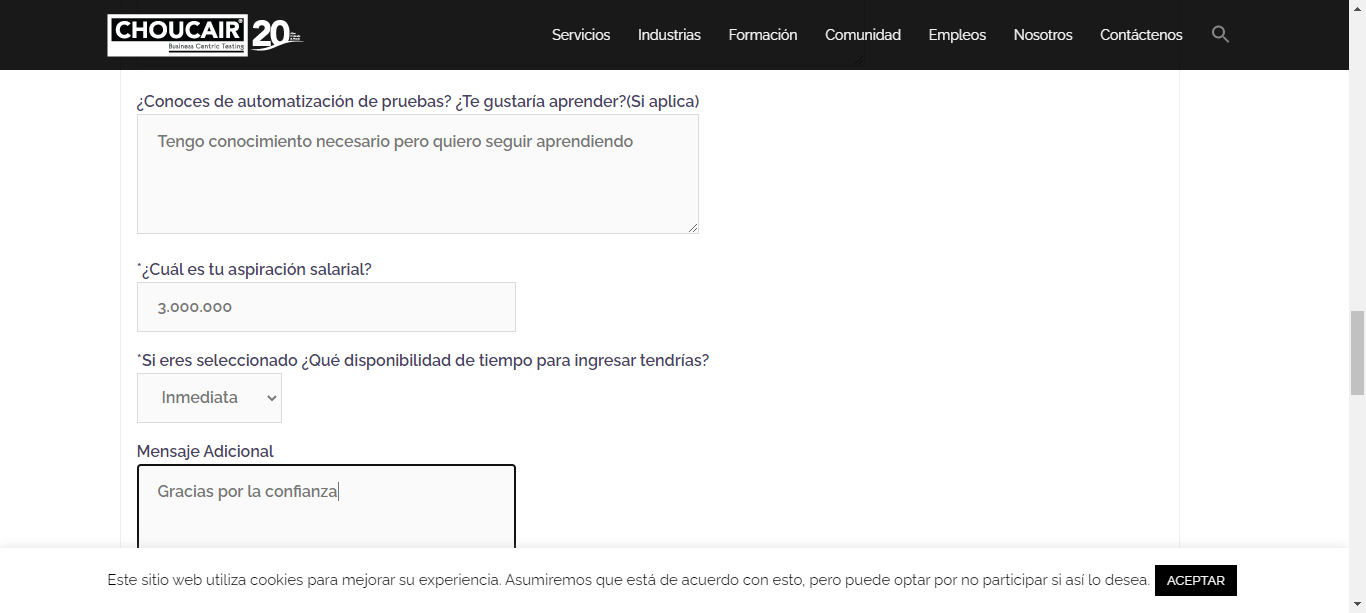 CHOUCAIR®
Business Centric Testing
20
Servicios
Industrias
Formación
Comunidad
Empleos
Nosotros
Contáctenos
¿Conoces de automatización de pruebas? ¿Te gustaría aprender?(Si aplica)
Tengo conocimiento necesario pero quiero seguir aprendiendo
*¿Cuál es tu aspiración salarial?
3.000.000
*Si eres seleccionado ¿Qué disponibilidad de tiempo para ingresar tendrías?
Inmediata
Mensaje Adicional
Gracias por la confianza
Este sitio web utiliza cookies para mejorar su experiencia. Asumiremos que está de acuerdo con esto, pero puede optar por no participar si así lo desea.
ACEPTAR